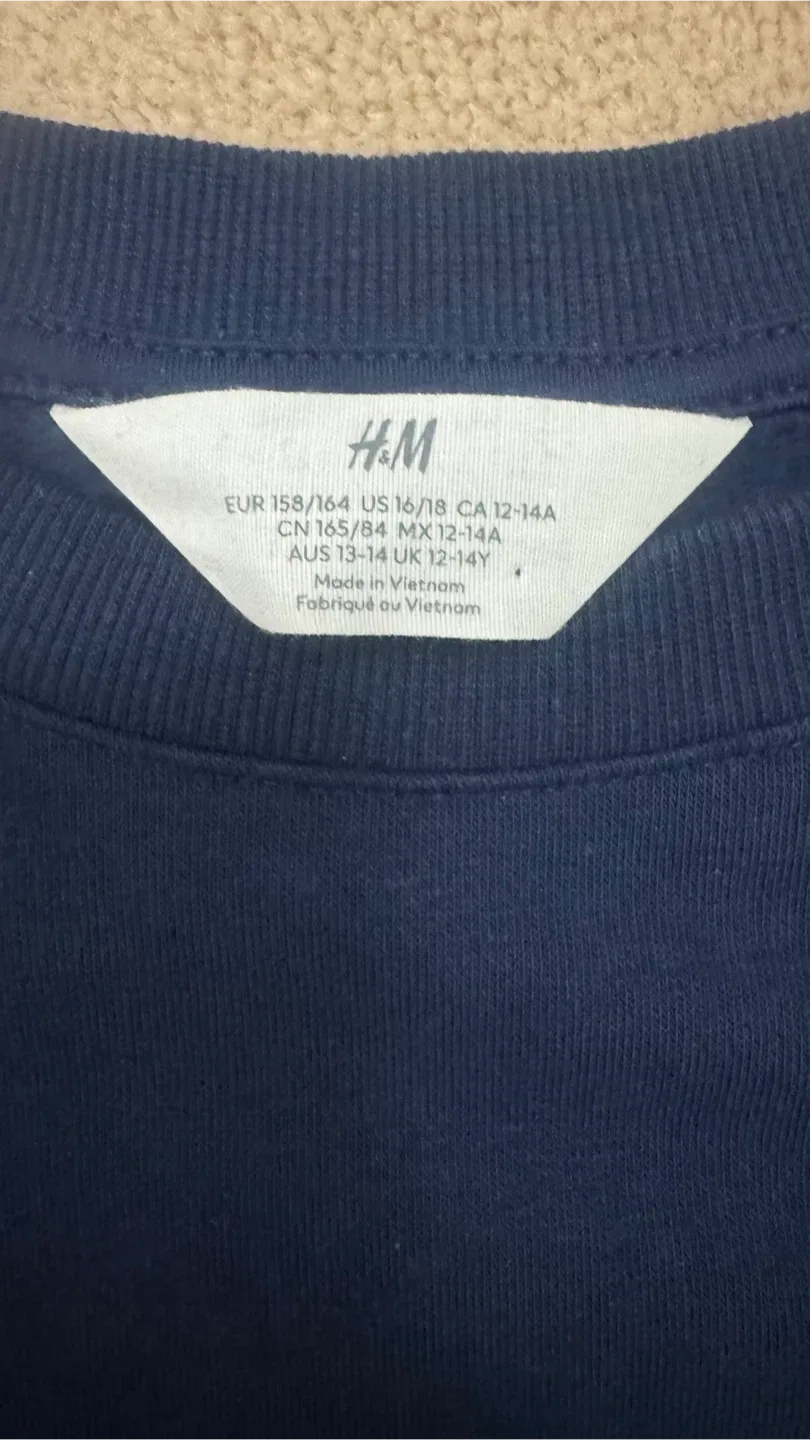 H&M
EUR 158/164 US 16/18 CA 12-14A
CN 165/84 MX 12-14A
AUS 13-14 UK 12-14Y
Made in Vietnam
Fabriqué au Vietnam